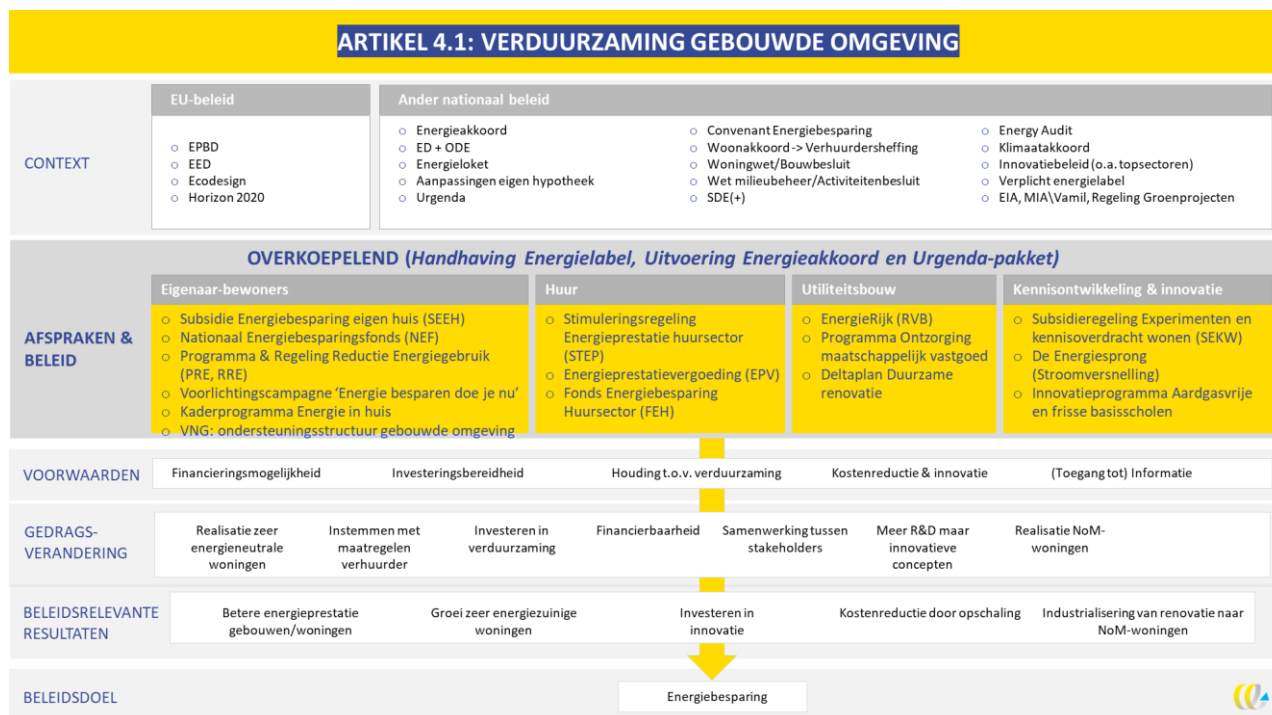 ARTIKEL 4.1: VERDUURZAMING GEBOUWDE OMGEVING
CONTEXT
EU-beleid
o EPBD
o EED
o Ecodesign
o Horizon 2020
Ander nationaal beleid
o Energieakkoord
o ED + ODE
o Energieloket
o Aanpassingen eigen hypotheek
o Urgenda
o Convenant Energiebesparing
o Woonakkoord -> Verhuurdersheffing
o Woningwet/Bouwbesluit
o Wet milieubeheer/Activiteitenbesluit
o SDE(+)
o Energy Audit
o Klimaatakkoord
o Innovatiebeleid (o.a. topsectoren)
o Verplicht energielabel
o EIA, MIA\Vamil, Regeling Groenprojecten
OVERKOEPELEND (Handhaving Energielabel, Uitvoering Energieakkoord en Urgenda-pakket)
AFSPRAKEN &
BELEID
Eigenaar-bewoners
o Subsidie Energiebesparing eigen huis (SEEH)
o Nationaal Energiebesparingsfonds (NEF)
o Programma & Regeling Reductie Energiegebruik
(PRE, RRE)
o Voorlichtingscampagne ‘Energie besparen doe je nu’
o Kaderprogramma Energie in huis
o VNG: ondersteuningsstructuur gebouwde omgeving
Huur
o Stimuleringsregeling
Energieprestatie huursector
(STEP)
o Energieprestatievergoeding (EPV)
o Fonds Energiebesparing
Huursector (FEH)
Utiliteitsbouw
o EnergieRijk (RVB)
o Programma Ontzorging
maatschappelijk vastgoed
o Deltaplan Duurzame
renovatie
Kennisontwikkeling & innovatie
o Subsidieregeling Experimenten en
kennisoverdracht wonen (SEKW)
o De Energiesprong
(Stroomversnelling)
o Innovatieprogramma Aardgasvrije
en frisse basisscholen
VOORWAARDEN
Financieringsmogelijkheid
Investeringsbereidheid
Houding t.o.v. verduurzaming
Kostenreductie & innovatie
(Toegang tot) Informatie
GEDRAGS-
VERANDERING
Realisatie zeer
energieneutrale
woningen
Instemmen met
maatregelen
verhuurder
Investeren in
verduurzaming
Financierbaarheid
Samenwerking tussen
stakeholders
Meer R&D maar
innovatieve
concepten
Realisatie NoM-
woningen
BELEIDSRELEVANTE
RESULTATEN
Betere energieprestatie
gebouwen/woningen
Groei zeer energiezuinige
woningen
Investeren in
innovatie
Kostenreductie door opschaling
Industrialisering van renovatie naar
NoM-woningen
BELEIDSDOEL
Energiebesparing